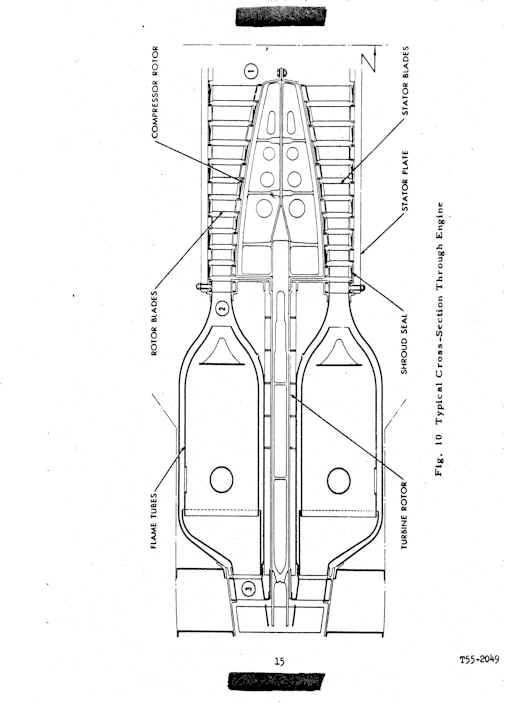 COMPRESSOR ROTOR
ROTOR BLADES
FLAME TUBES
1
2
3
STATOR BLADES
STATOR PLATE
SHROUD SEAL
TURBINE ROTOR
Fig. 10 Typical Cross-Section Through Engine
15
T55-2049